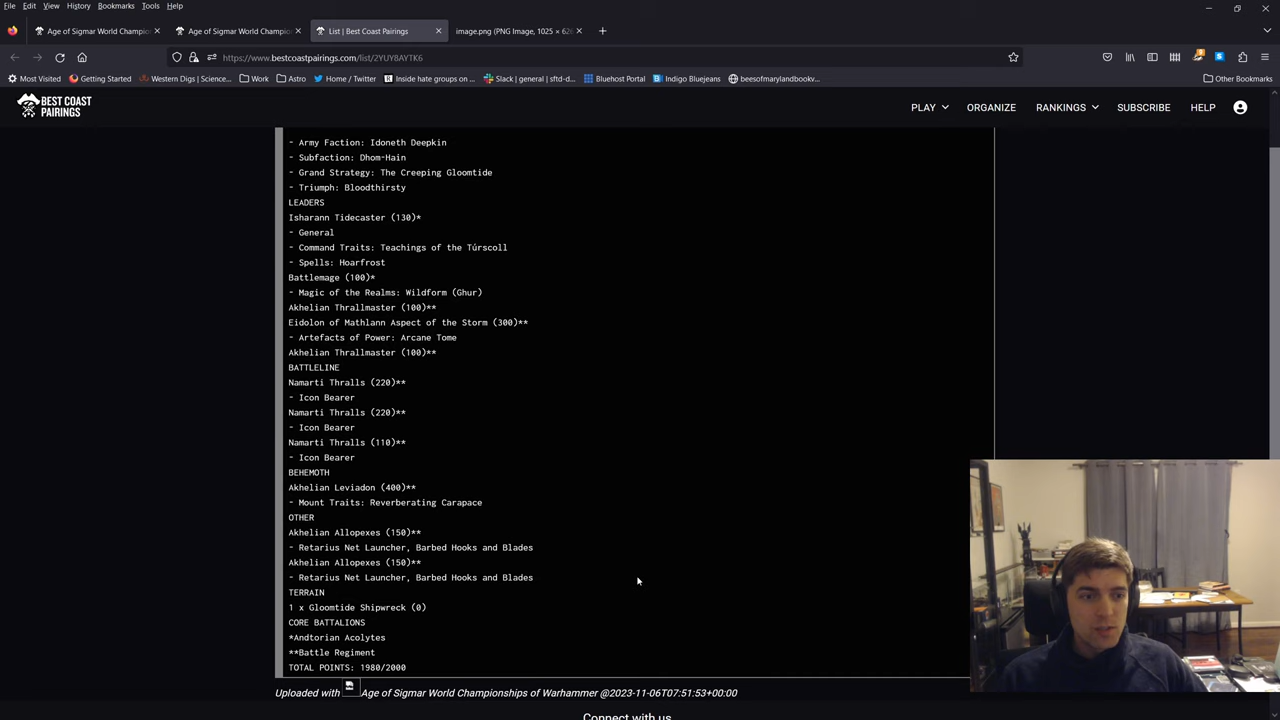 File Edit View History Bookmarks Tools Help
Age of Sigmar World Champion
Age of Sigmar World Champion
List | Best Coast Pairings
image.png (PNG Image, 1025 × 62
https://www.bestcoastpairings.com/list/2YUY8AYTK6
Most Visited Getting Started Western Digs | Science... Work Astro Home / Twitter Inside hate groups on ... Slack | general | sftd-d... Bluehost Portal Indigo Bluejeans beesofmarylandbookv... Other Bookmarks
BEST COAST PAIRINGS
PLAY ORGANIZE RANKINGS SUBSCRIBE HELP
- Army Faction: Idoneth Deepkin
- Subfaction: Dhom-Hain
- Grand Strategy: The Creeping Gloomtide
- Triumph: Bloodthirsty
LEADERS
Isharann Tidecaster (130)*
- General
- Command Traits: Teachings of the Túrscoll
- Spells: Hoarfrost
Battlemage (100)*
- Magic of the Realms: Wildform (Ghur)
Akhelian Thrallmaster (100)**
Eidolon of Mathlann Aspect of the Storm (300)**
- Artefacts of Power: Arcane Tome
Akhelian Thrallmaster (100)**
BATTLELINE
Namarti Thralls (220)**
- Icon Bearer
Namarti Thralls (220)**
- Icon Bearer
Namarti Thralls (110)**
- Icon Bearer
BEHEMOTH
Akhelian Leviadon (400)**
- Mount Traits: Reverberating Carapace
OTHER
Akhelian Allopexes (150)**
- Retarius Net Launcher, Barbed Hooks and Blades
Akhelian Allopexes (150)**
- Retarius Net Launcher, Barbed Hooks and Blades
TERRAIN
1 x Gloomtide Shipwreck (0)
CORE BATTALIONS
*Andtorian Acolytes
**Battle Regiment
TOTAL POINTS: 1980/2000
Uploaded with Age of Sigmar World Championships of Warhammer @2023-11-06T07:51:53+00:00
Connect with us